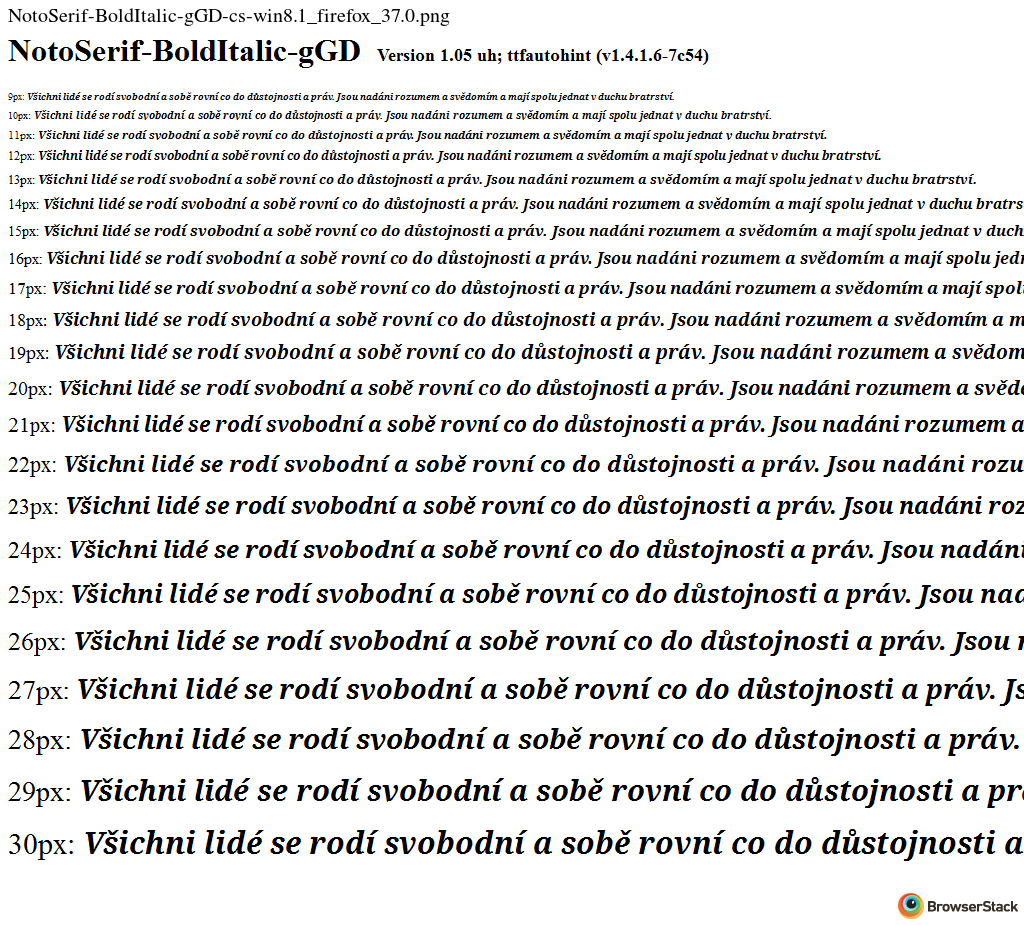 NotoSerif-BoldItalic-gGD-cs-win8.1_firefox_37.0.png
NotoSerif-BoldItalic-gGD Version 1.05 uh; ttfautohint (v1.4.1.6-7c54)
9px: Všichni lidé se rodí svobodní a sobě rovní co do důstojnosti a práv. Jsou nadáni rozumem a svědomím a mají spolu jednat v duchu bratrství.
10px: Všichni lidé se rodí svobodní a sobě rovní co do důstojnosti a práv. Jsou nadáni rozumem a svědomím a mají spolu jednat v duchu bratrství.
11px: Všichni lidé se rodí svobodní a sobě rovní co do důstojnosti a práv. Jsou nadáni rozumem a svědomím a mají spolu jednat v duchu bratrství.
12px: Všichni lidé se rodí svobodní a sobě rovní co do důstojnosti a práv. Jsou nadáni rozumem a svědomím a mají spolu jednat v duchu bratrství.
13px: Všichni lidé se rodí svobodní a sobě rovní co do důstojnosti a práv. Jsou nadáni rozumem a svědomím a mají spolu jednat v duchu bratrství.
14px: Všichni lidé se rodí svobodní a sobě rovní co do důstojnosti a práv. Jsou nadáni rozumem a svědomím a mají spolu jednat v duchu bratrs
15px: Všichni lidé se rodí svobodní a sobě rovní co do důstojnosti a práv. Jsou nadáni rozumem a svědomím a mají spolu jednat v duch
16px: Všichni lidé se rodí svobodní a sobě rovní co do důstojnosti a práv. Jsou nadáni rozumem a svědomím a mají spolu jedn
17px: Všichni lidé se rodí svobodní a sobě rovní co do důstojnosti a práv. Jsou nadáni rozumem a svědomím a mají spolu
18px: Všichni lidé se rodí svobodní a sobě rovní co do důstojnosti a práv. Jsou nadáni rozumem a svědomím a m
19px: Všichni lidé se rodí svobodní a sobě rovní co do důstojnosti a práv. Jsou nadáni rozumem a svědom
20px: Všichni lidé se rodí svobodní a sobě rovní co do důstojnosti a práv. Jsou nadáni rozumem a svědo
21px: Všichni lidé se rodí svobodní a sobě rovní co do důstojnosti a práv. Jsou nadáni rozumem a
22px: Všichni lidé se rodí svobodní a sobě rovní co do důstojnosti a práv. Jsou nadáni rozu
23px: Všichni lidé se rodí svobodní a sobě rovní co do důstojnosti a práv. Jsou nadáni roz
24px: Všichni lidé se rodí svobodní a sobě rovní co do důstojnosti a práv. Jsou nadáni
25px: Všichni lidé se rodí svobodní a sobě rovní co do důstojnosti a práv. Jsou nad
26px: Všichni lidé se rodí svobodní a sobě rovní co do důstojnosti a práv. Jsou n
27px: Všichni lidé se rodí svobodní a sobě rovní co do důstojnosti a práv. Js
28px: Všichni lidé se rodí svobodní a sobě rovní co do důstojnosti a práv.
29px: Všichni lidé se rodí svobodní a sobě rovní co do důstojnosti a prá
30px: Všichni lidé se rodí svobodní a sobě rovní co do důstojnosti a
BrowserStack